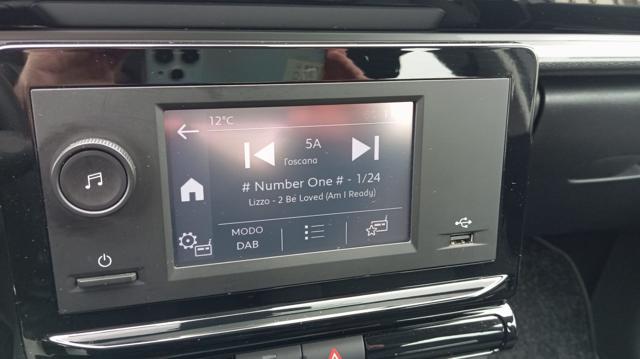 12°C
5A
Toscana
# Number One # - 1/24
Lizzo - 2 Be Loved (Am I Ready)
MODO
DAB